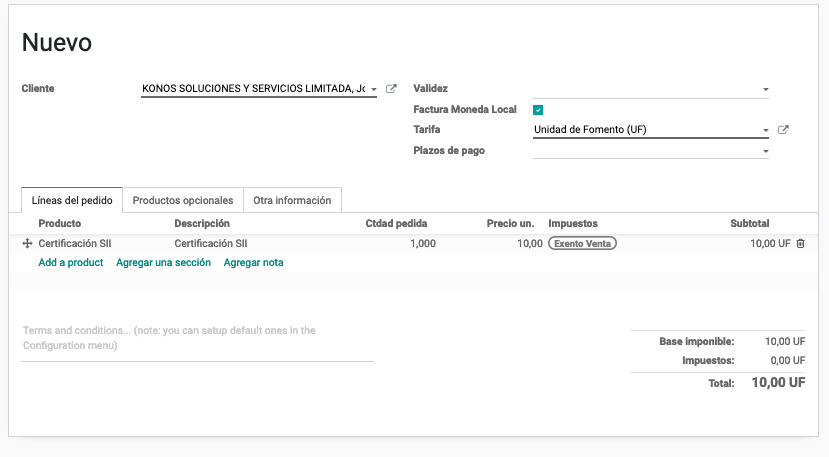 Nuevo
Cliente KONOS SOLUCIONES Y SERVICIOS LIMITADA, Jo
Validez
Factura Moneda Local
Tarifa Unidad de Fomento (UF)
Plazos de pago
Líneas del pedido Productos opcionales Otra información
Producto Descripción Ctdad pedida Precio un. Impuestos Subtotal
Certificación SII Certificación SII 1,000 10,00 Exento Venta 10,00 UF
Add a product Agregar una sección Agregar nota
Terms and conditions... (note: you can setup default ones in the
Configuration menu)
Base imponible: 10,00 UF
Impuestos: 0,00 UF
Total: 10,00 UF